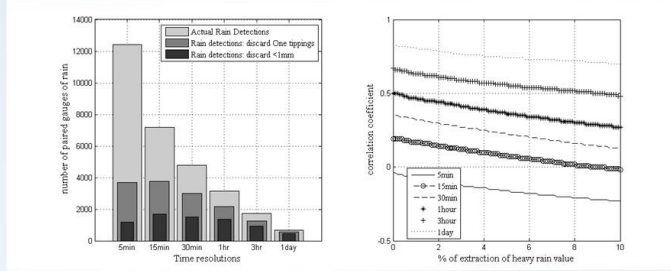 14000
12000
10000
8000
6000
4000
2000
0
number of paired gauges of rain
Actual Rain Detections
Rain detections: discard One tippings
Rain detections: discard <1mm
5min 15min 30min 1hr 3hr 1day
Time resolutions
1
0.5
0
-0.5
correlation coefficient
5min
15min
30min
1hour
3hour
1day
0 2 4 6 8 10
% of extraction of heavy rain value